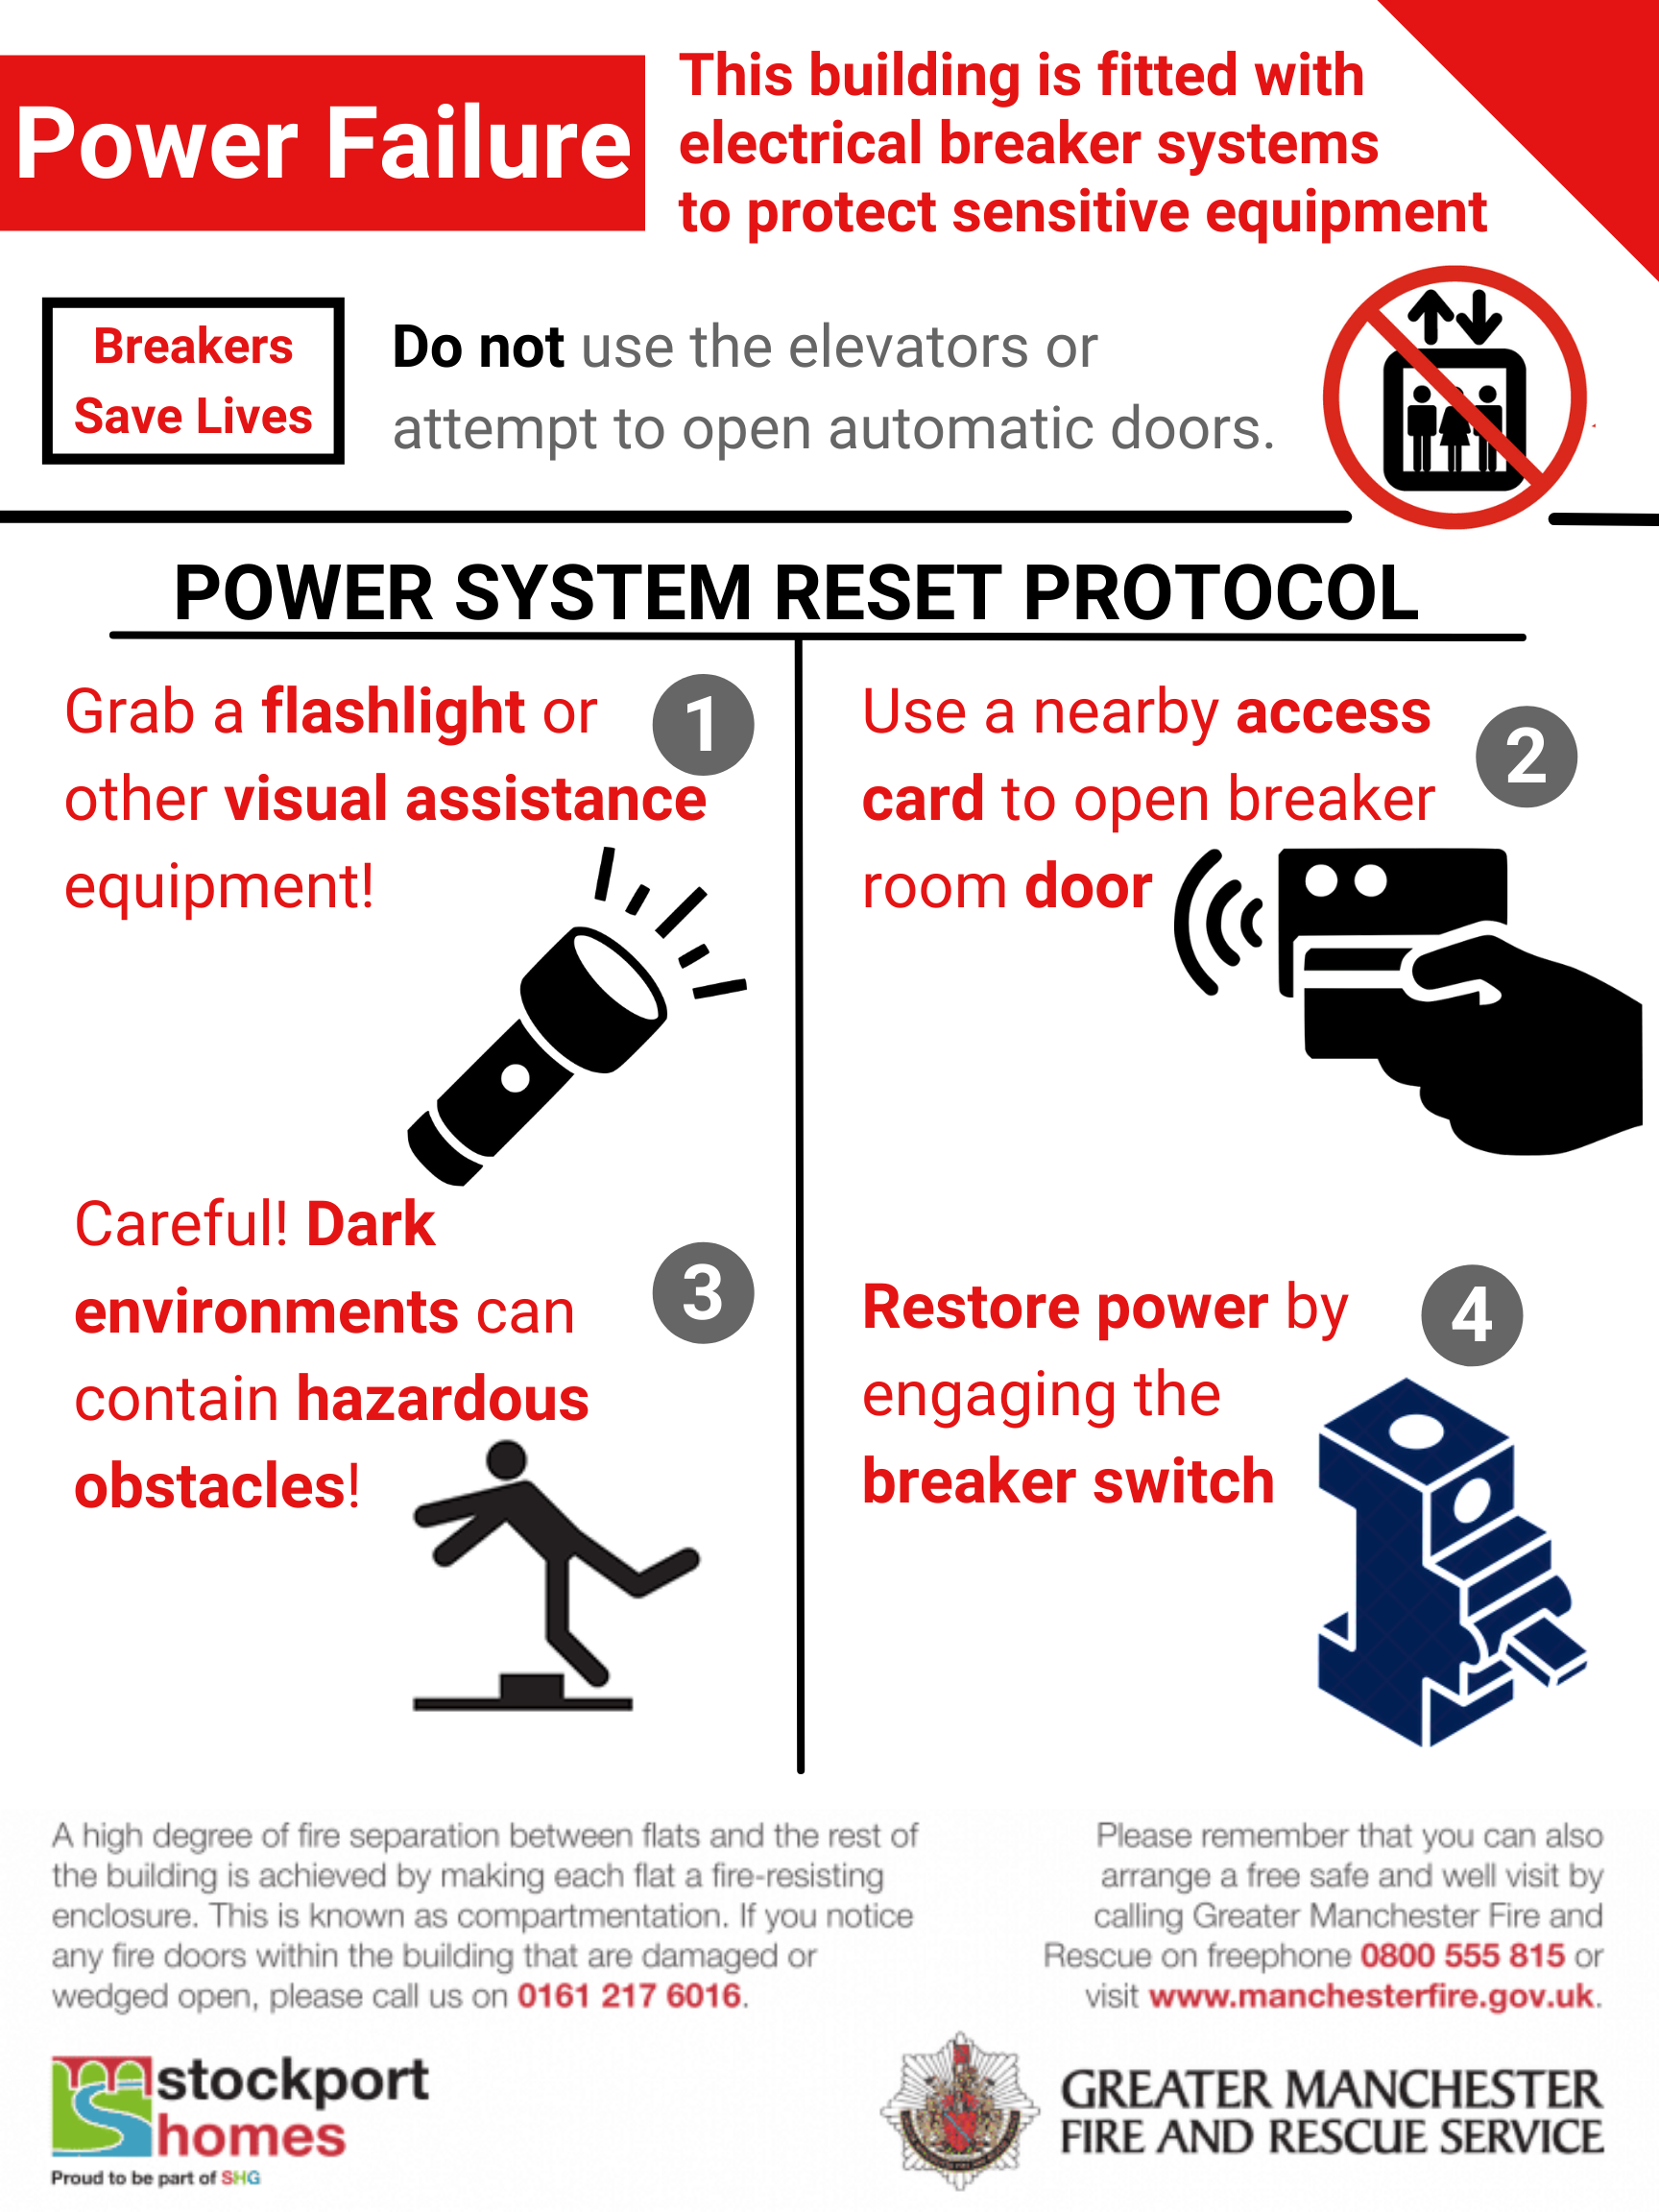 Power Failure
This building is fitted with
electrical breaker systems
to protect sensitive equipment
Breakers
Save Lives
Do not use the elevators or
attempt to open automatic doors.
POWER SYSTEM RESET PROTOCOL
Grab a flashlight or
other visual assistance
equipment!
1
Use a nearby access
card to open breaker
room door
2
Careful! Dark
environments can
contain hazardous
obstacles!
3
Restore power by
engaging the
breaker switch
4
A high degree of fire separation between flats and the rest of
the building is achieved by making each flat a fire-resisting
enclosure. This is known as compartmentation. If you notice
any fire doors within the building that are damaged or
wedged open, please call us on 0161 217 6016.
Please remember that you can also
arrange a free safe and well visit by
calling Greater Manchester Fire and
Rescue on freephone 0800 555 815 or
visit www.manchesterfire.gov.uk.
stockport
homes
Proud to be part of SHG
GREATER MANCHESTER
FIRE AND RESCUE SERVICE